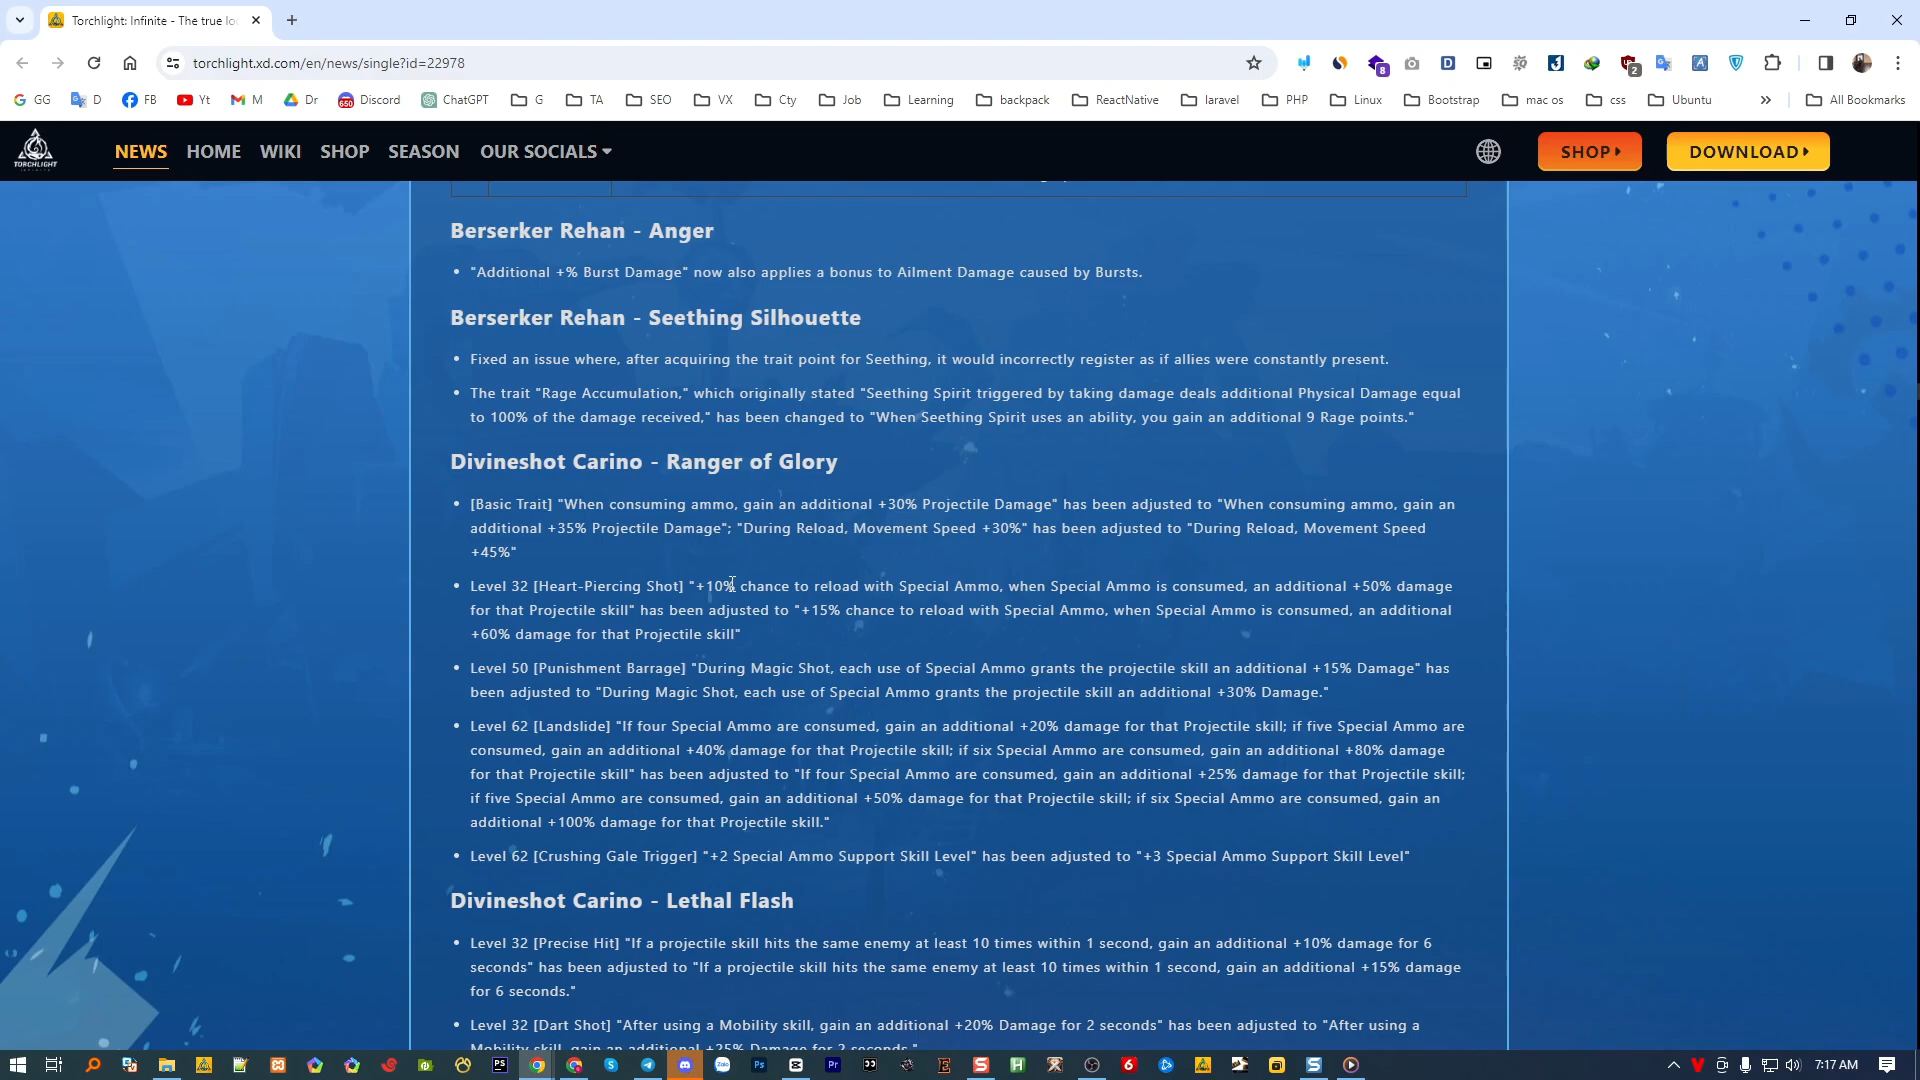 Torchlight: Infinite - The true lo
torchlight.xd.com/en/news/single?id=22978
8
2
GG
D
FB
Yt
M
Dr
Discord
ChatGPT
G
TA
SEO
VX
Cty
Job
Learning
backpack
ReactNative
laravel
PHP
Linux
Bootstrap
mac os
css
Ubuntu
All Bookmarks
TORCHLIGHT
NEWS
HOME
WIKI
SHOP
SEASON
OUR SOCIALS
SHOP
DOWNLOAD
Berserker Rehan - Anger
"Additional +% Burst Damage" now also applies a bonus to Ailment Damage caused by Bursts.
Berserker Rehan - Seething Silhouette
Fixed an issue where, after acquiring the trait point for Seething, it would incorrectly register as if allies were constantly present.
The trait "Rage Accumulation," which originally stated "Seething Spirit triggered by taking damage deals additional Physical Damage equal
to 100% of the damage received," has been changed to "When Seething Spirit uses an ability, you gain an additional 9 Rage points."
Divineshot Carino - Ranger of Glory
[Basic Trait] "When consuming ammo, gain an additional +30% Projectile Damage" has been adjusted to "When consuming ammo, gain an
additional +35% Projectile Damage"; "During Reload, Movement Speed +30%" has been adjusted to "During Reload, Movement Speed
+45%"
Level 32 [Heart-Piercing Shot] "+10% chance to reload with Special Ammo, when Special Ammo is consumed, an additional +50% damage
for that Projectile skill" has been adjusted to "+15% chance to reload with Special Ammo, when Special Ammo is consumed, an additional
+60% damage for that Projectile skill"
Level 50 [Punishment Barrage] "During Magic Shot, each use of Special Ammo grants the projectile skill an additional +15% Damage" has
been adjusted to "During Magic Shot, each use of Special Ammo grants the projectile skill an additional +30% Damage."
Level 62 [Landslide] "If four Special Ammo are consumed, gain an additional +20% damage for that Projectile skill; if five Special Ammo are
consumed, gain an additional +40% damage for that Projectile skill; if six Special Ammo are consumed, gain an additional +80% damage
for that Projectile skill" has been adjusted to "If four Special Ammo are consumed, gain an additional +25% damage for that Projectile skill;
if five Special Ammo are consumed, gain an additional +50% damage for that Projectile skill; if six Special Ammo are consumed, gain an
additional +100% damage for that Projectile skill."
Level 62 [Crushing Gale Trigger] "+2 Special Ammo Support Skill Level" has been adjusted to "+3 Special Ammo Support Skill Level"
Divineshot Carino - Lethal Flash
Level 32 [Precise Hit] "If a projectile skill hits the same enemy at least 10 times within 1 second, gain an additional +10% damage for 6
seconds" has been adjusted to "If a projectile skill hits the same enemy at least 10 times within 1 second, gain an additional +15% damage
for 6 seconds."
Level 32 [Dart Shot] "After using a Mobility skill, gain an additional +20% Damage for 2 seconds" has been adjusted to "After using a
Mobility skill, gain an additional +25% Damage for 2 seconds."
7:17 AM